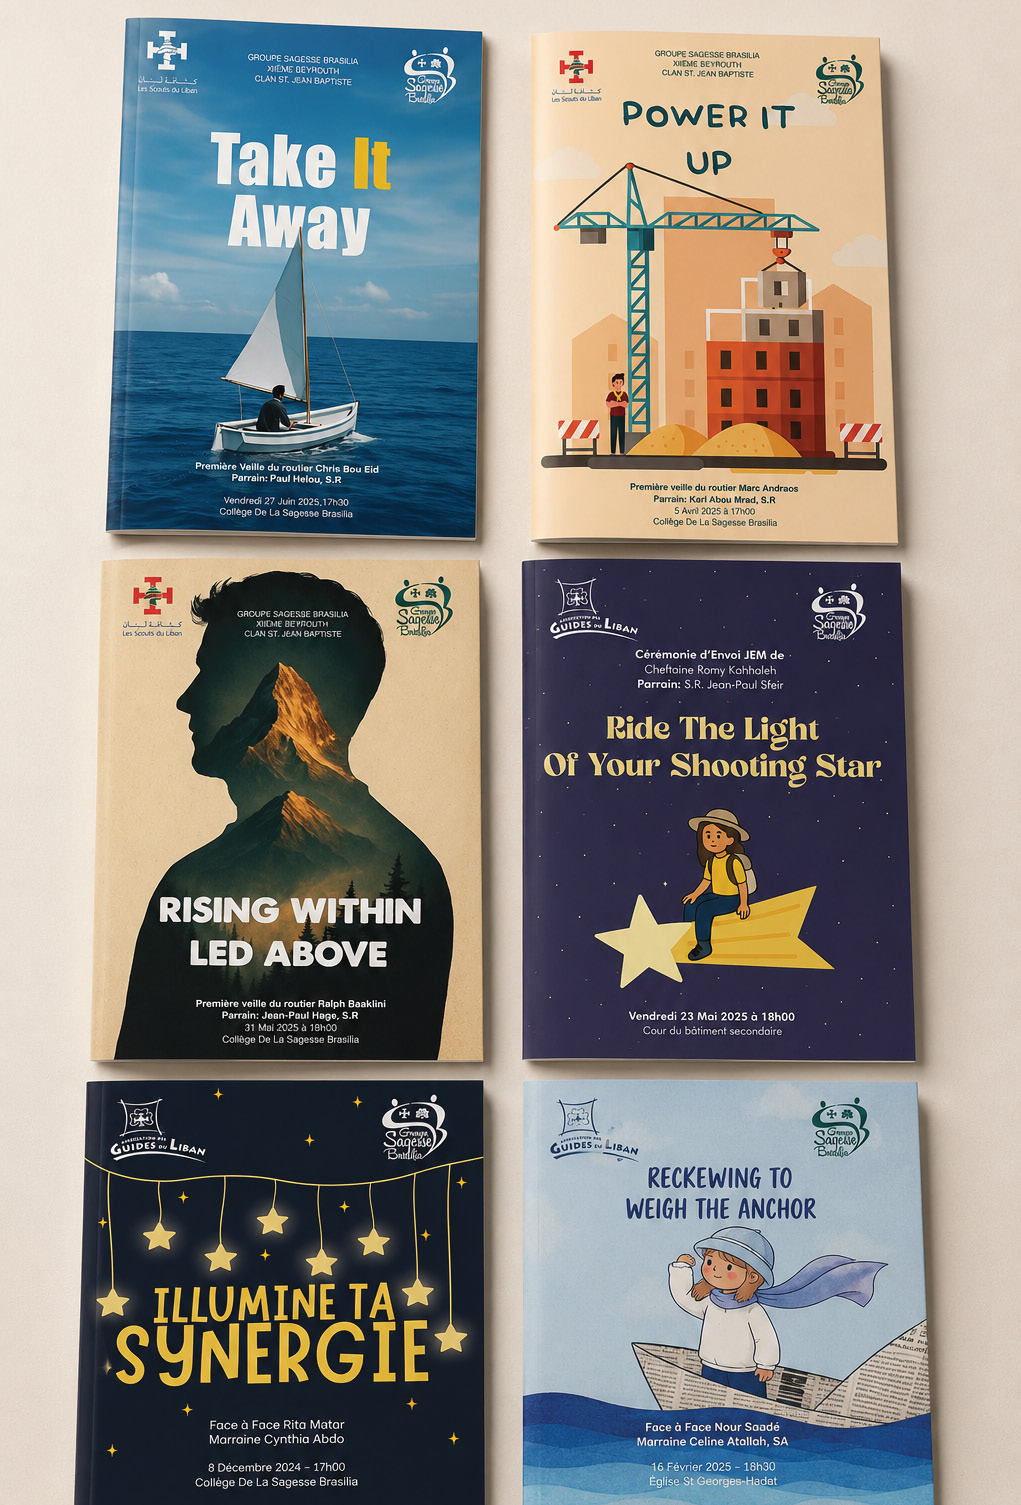 كشافة لبنان
Les Scouts du Liban
GROUPE SAGESSE BRASILIA
XIIÈME BEYROUTH
CLAN ST. JEAN BAPTISTE
Groupe
Sagesse
Brasilia
Take It
Away
Première Veille du routier Chris Bou Eid
Parrain: Paul Helou, S.R
Vendredi 27 Juin 2025,17h30
Collège De La Sagesse Brasilia
كشافة لبنان
Les Scouts du Liban
GROUPE SAGESSE BRASILIA
XIIÈME BEYROUTH
CLAN ST. JEAN BAPTISTE
Groupe
Sagesse
Brasilia
POWER IT
UP
Première veille du routier Marc Andraos
Parrain: Karl Abou Mrad, S.R
5 Avril 2025 à 17h00
Collège De La Sagesse Brasilia
كشافة لبنان
Les Scouts du Liban
GROUPE SAGESSE BRASILIA
XIIÈME BEYROUTH
CLAN ST. JEAN BAPTISTE
Groupe
Sagesse
Brasilia
RISING WITHIN
LED ABOVE
Première veille du routier Ralph Baaklini
Parrain: Jean-Paul Hage, S.R
31 Mai 2025 à 18h00
Collège De La Sagesse Brasilia
ASSOCIATION DES
GUIDES DU LIBAN
Groupe
Sagesse
Brasilia
Cérémonie d'Envoi JEM de
Cheftaine Romy Kahhaleh
Parrain: S.R. Jean-Paul Sfeir
Ride The Light
Of Your Shooting Star
Vendredi 23 Mai 2025 à 18h00
Cour du bâtiment secondaire
ASSOCIATION DES
GUIDES DU LIBAN
Groupe
Sagesse
Brasilia
ILLUMINE TA
SYNERGIE
Face à Face Rita Matar
Marraine Cynthia Abdo
8 Décembre 2024 – 17h00
Collège De La Sagesse Brasilia
ASSOCIATION DES
GUIDES DU LIBAN
Groupe
Sagesse
Brasilia
RECKEWING TO
WEIGH THE ANCHOR
Face à Face Nour Saadé
Marraine Celine Atallah, SA
16 Février 2025 – 18h30
Église St Georges-Hadat